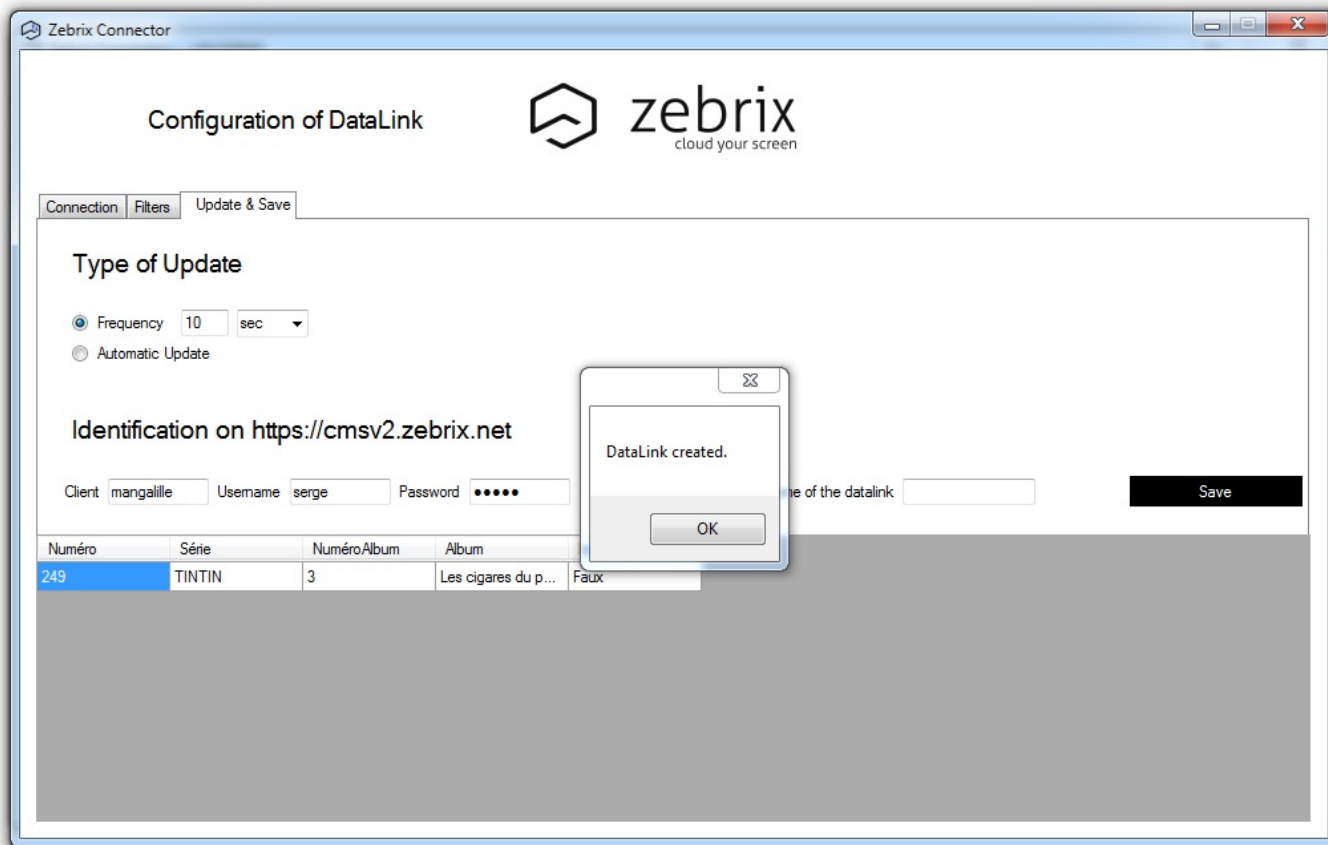 Zebrix Connector
Configuration of DataLink
zebrix
cloud your screen
Connection Filters Update & Save
Type of Update
Frequency 10 sec
Automatic Update
Identification on https://cmsv2.zebrix.net
DataLink created.
Client mangalille Username serge Password ••••• of the datalink Save
OK
Numéro Série NuméroAlbum Album
249 TINTIN 3 Les cigares du p... Faux